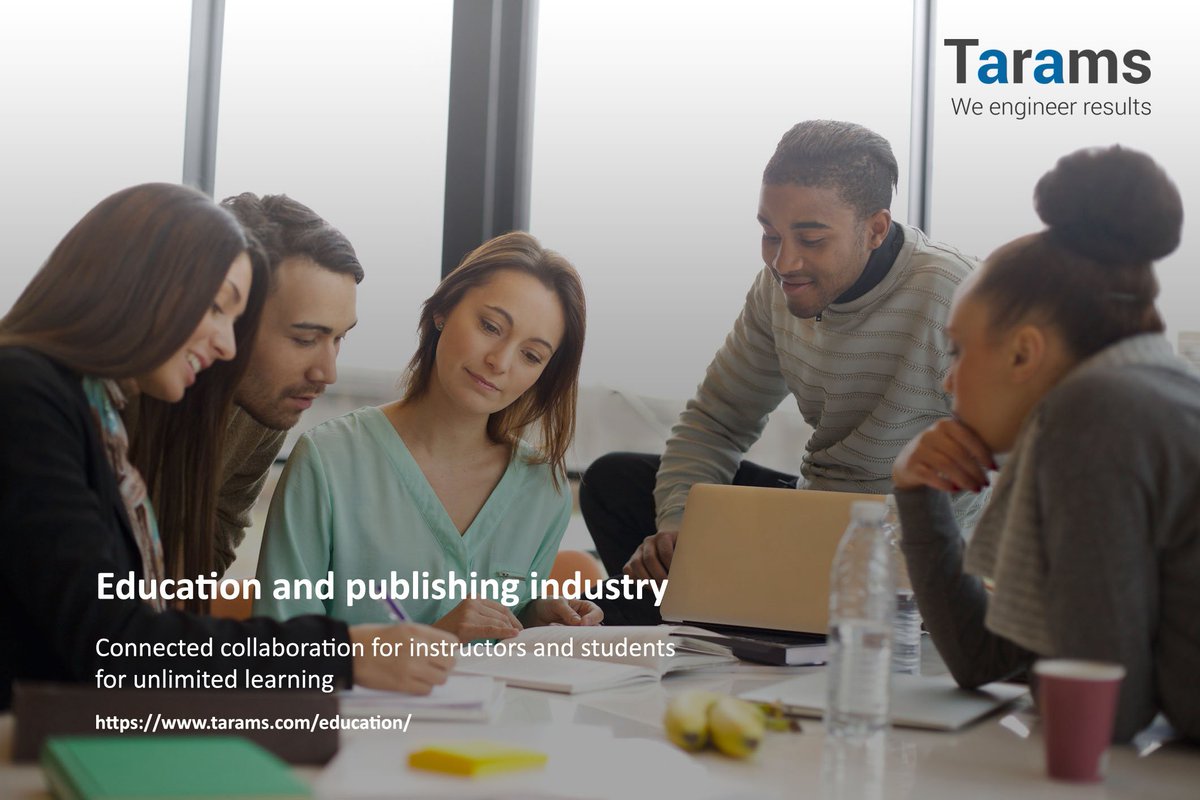 Tarams
We engineer results
Education and publishing industry
Connected collaboration for instructors and students
for unlimited learning
https://www.tarams.com/education/